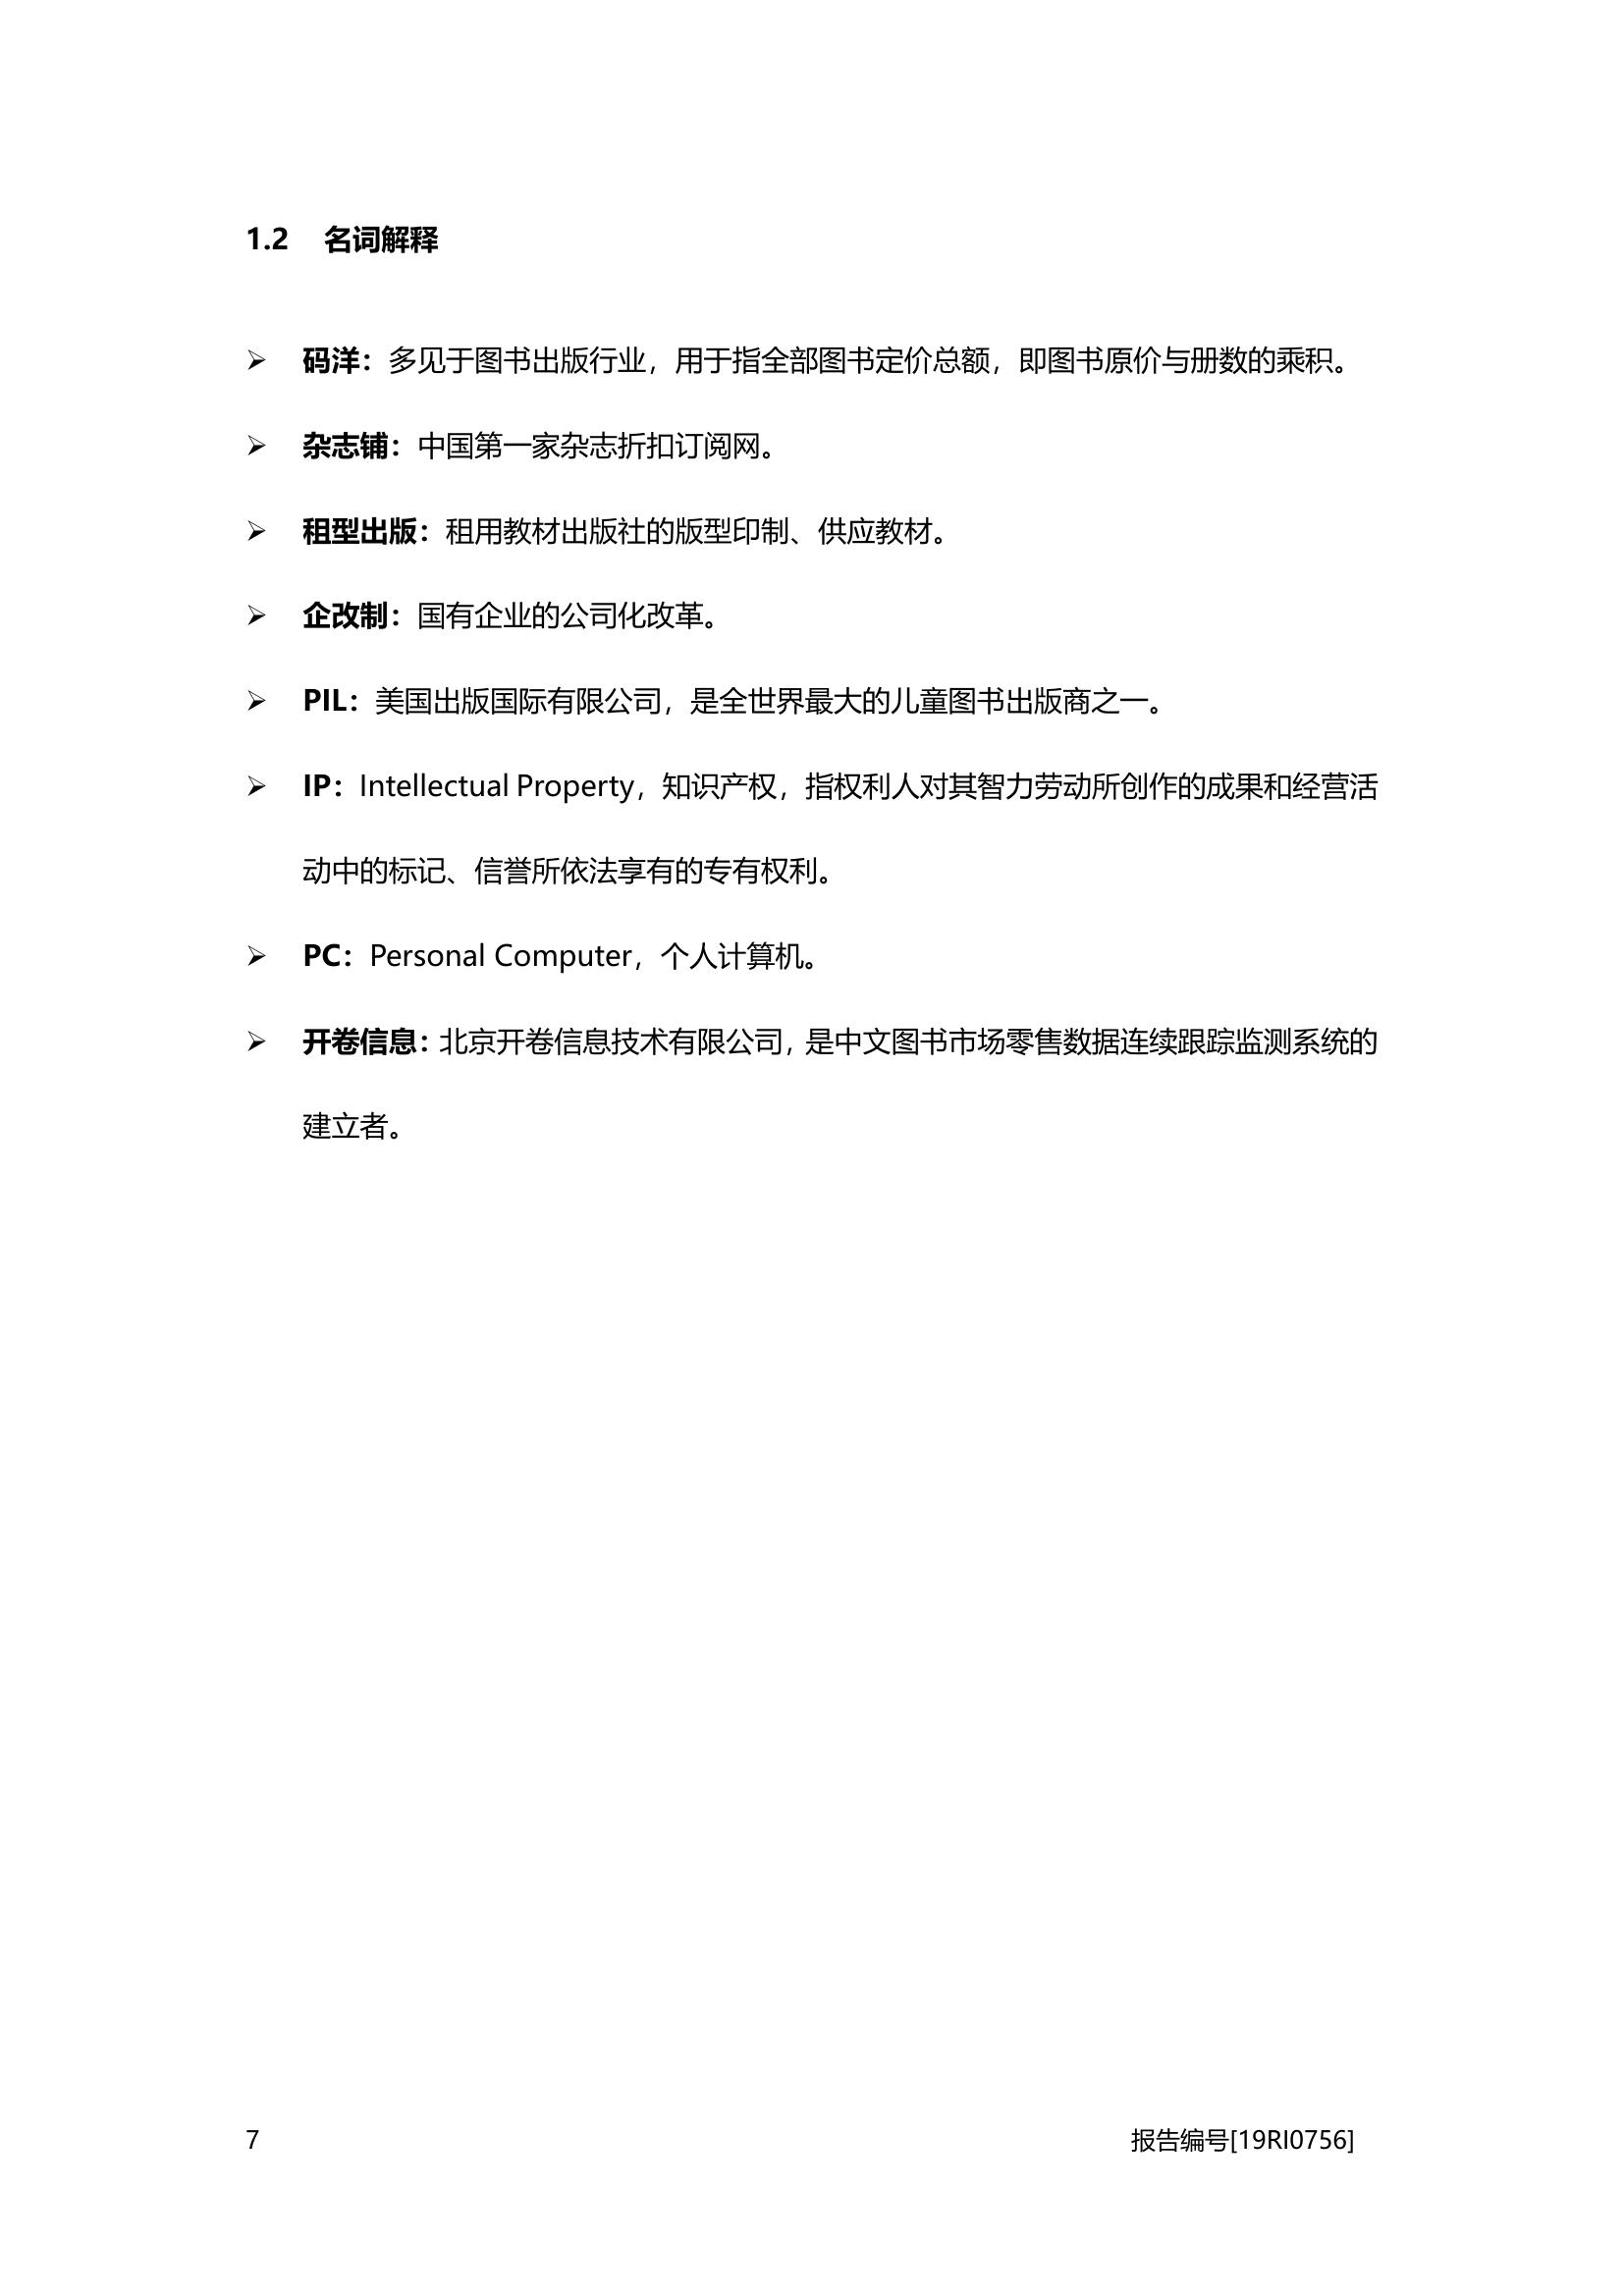 1.2 名词解释
➢ 码洋：多见于图书出版行业，用于指全部图书定价总额，即图书原价与册数的乘积。
➢ 杂志铺：中国第一家杂志折扣订阅网。
➢ 租型出版：租用教材出版社的版型印制、供应教材。
➢ 企改制：国有企业的公司化改革。
➢ PIL：美国出版国际有限公司，是全世界最大的儿童图书出版商之一。
➢ IP：Intellectual Property，知识产权，指权利人对其智力劳动所创作的成果和经营活
动中的标记、信誉所依法享有的专有权利。
➢ PC：Personal Computer，个人计算机。
➢ 开卷信息：北京开卷信息技术有限公司，是中文图书市场零售数据连续跟踪监测系统的
建立者。
7 报告编号[19RI0756]